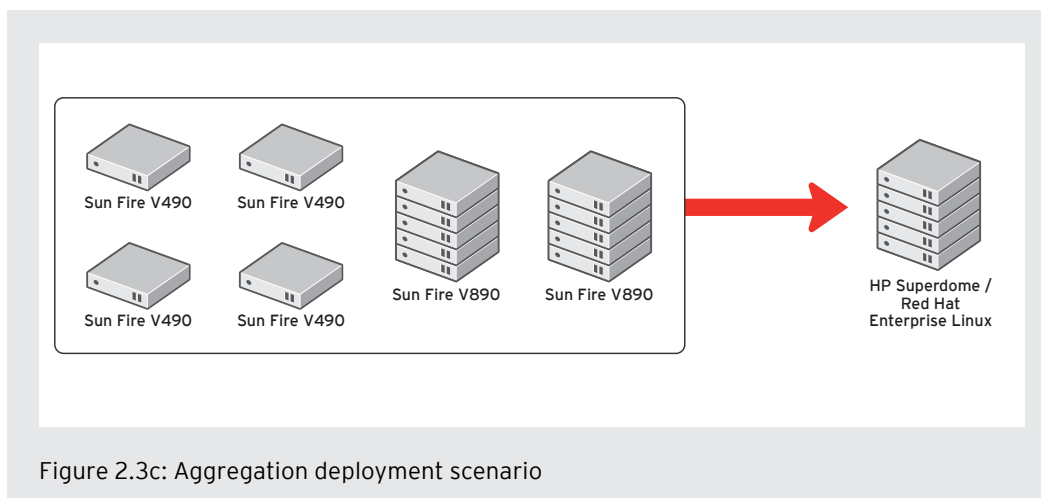 Sun Fire V490
Sun Fire V490
Sun Fire V490
Sun Fire V490
Sun Fire V890
Sun Fire V890
HP Superdome /
Red Hat
Enterprise Linux
Figure 2.3c: Aggregation deployment scenario